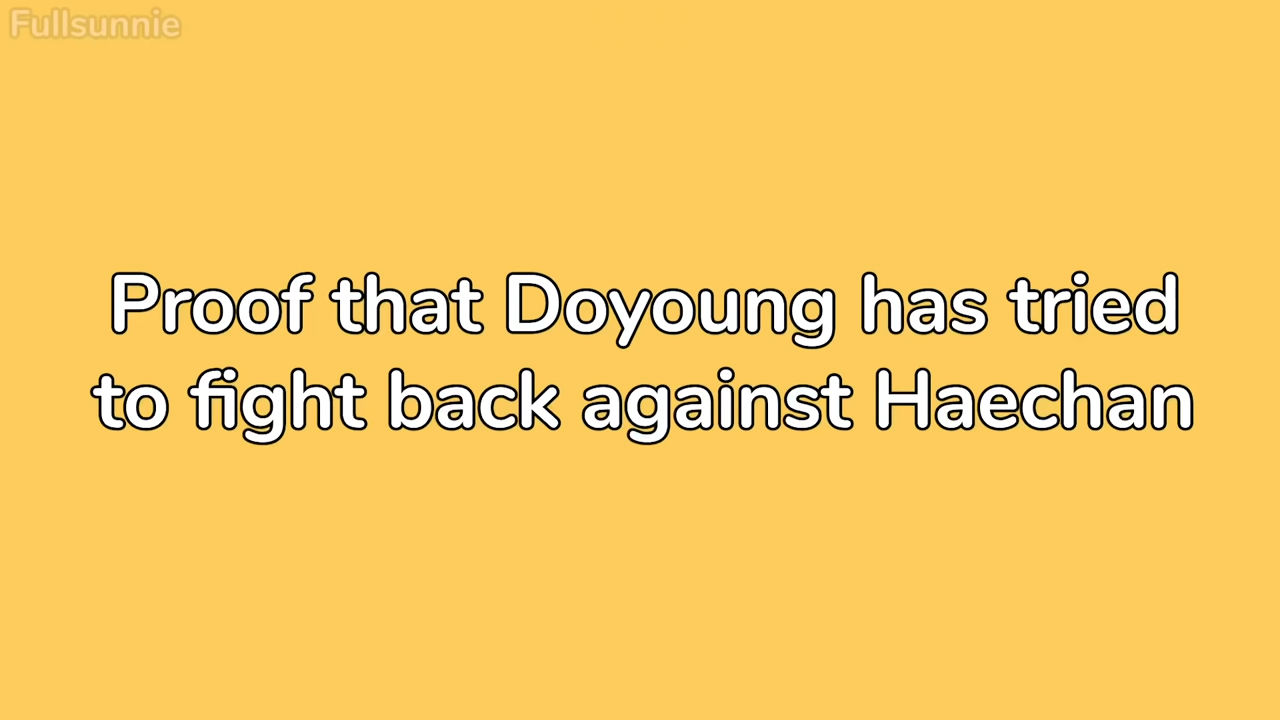 Fullsunnie
Proof that Doyoung has tried
to fight back against Haechan